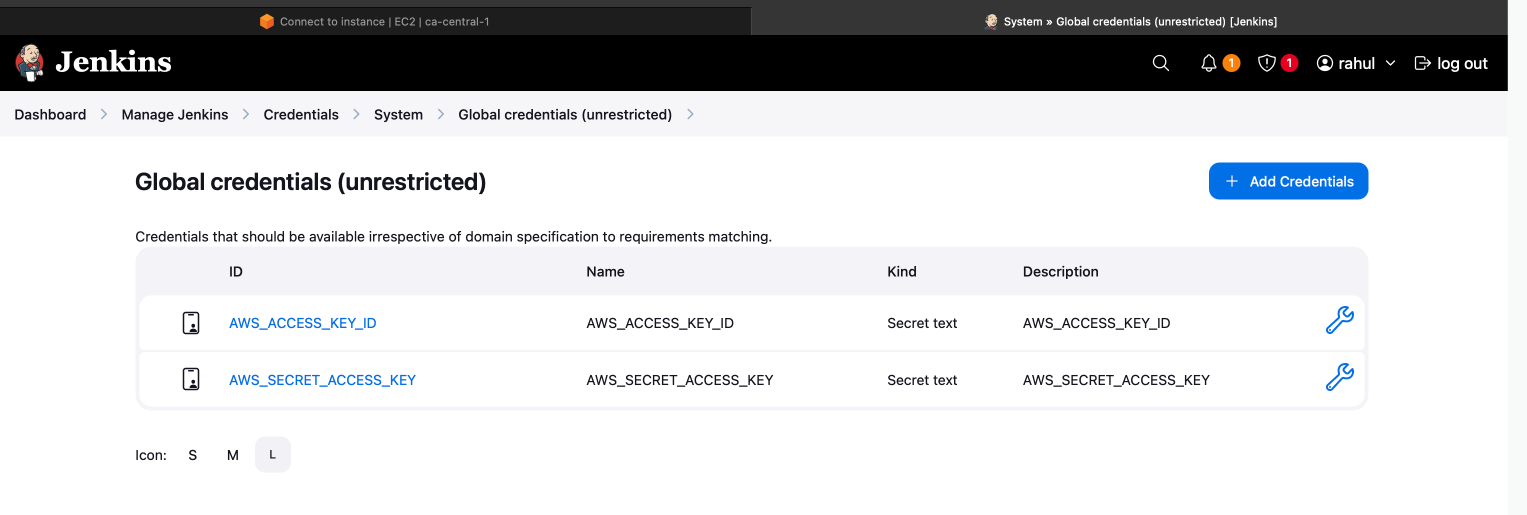 Connect to instance | EC2 | ca-central-1
System » Global credentials (unrestricted) [Jenkins]
Jenkins
1
1
rahul
log out
Dashboard > Manage Jenkins > Credentials > System > Global credentials (unrestricted) >
Global credentials (unrestricted)
+ Add Credentials
Credentials that should be available irrespective of domain specification to requirements matching.
ID Name Kind Description
AWS_ACCESS_KEY_ID AWS_ACCESS_KEY_ID Secret text AWS_ACCESS_KEY_ID
AWS_SECRET_ACCESS_KEY AWS_SECRET_ACCESS_KEY Secret text AWS_SECRET_ACCESS_KEY
Icon: S M L